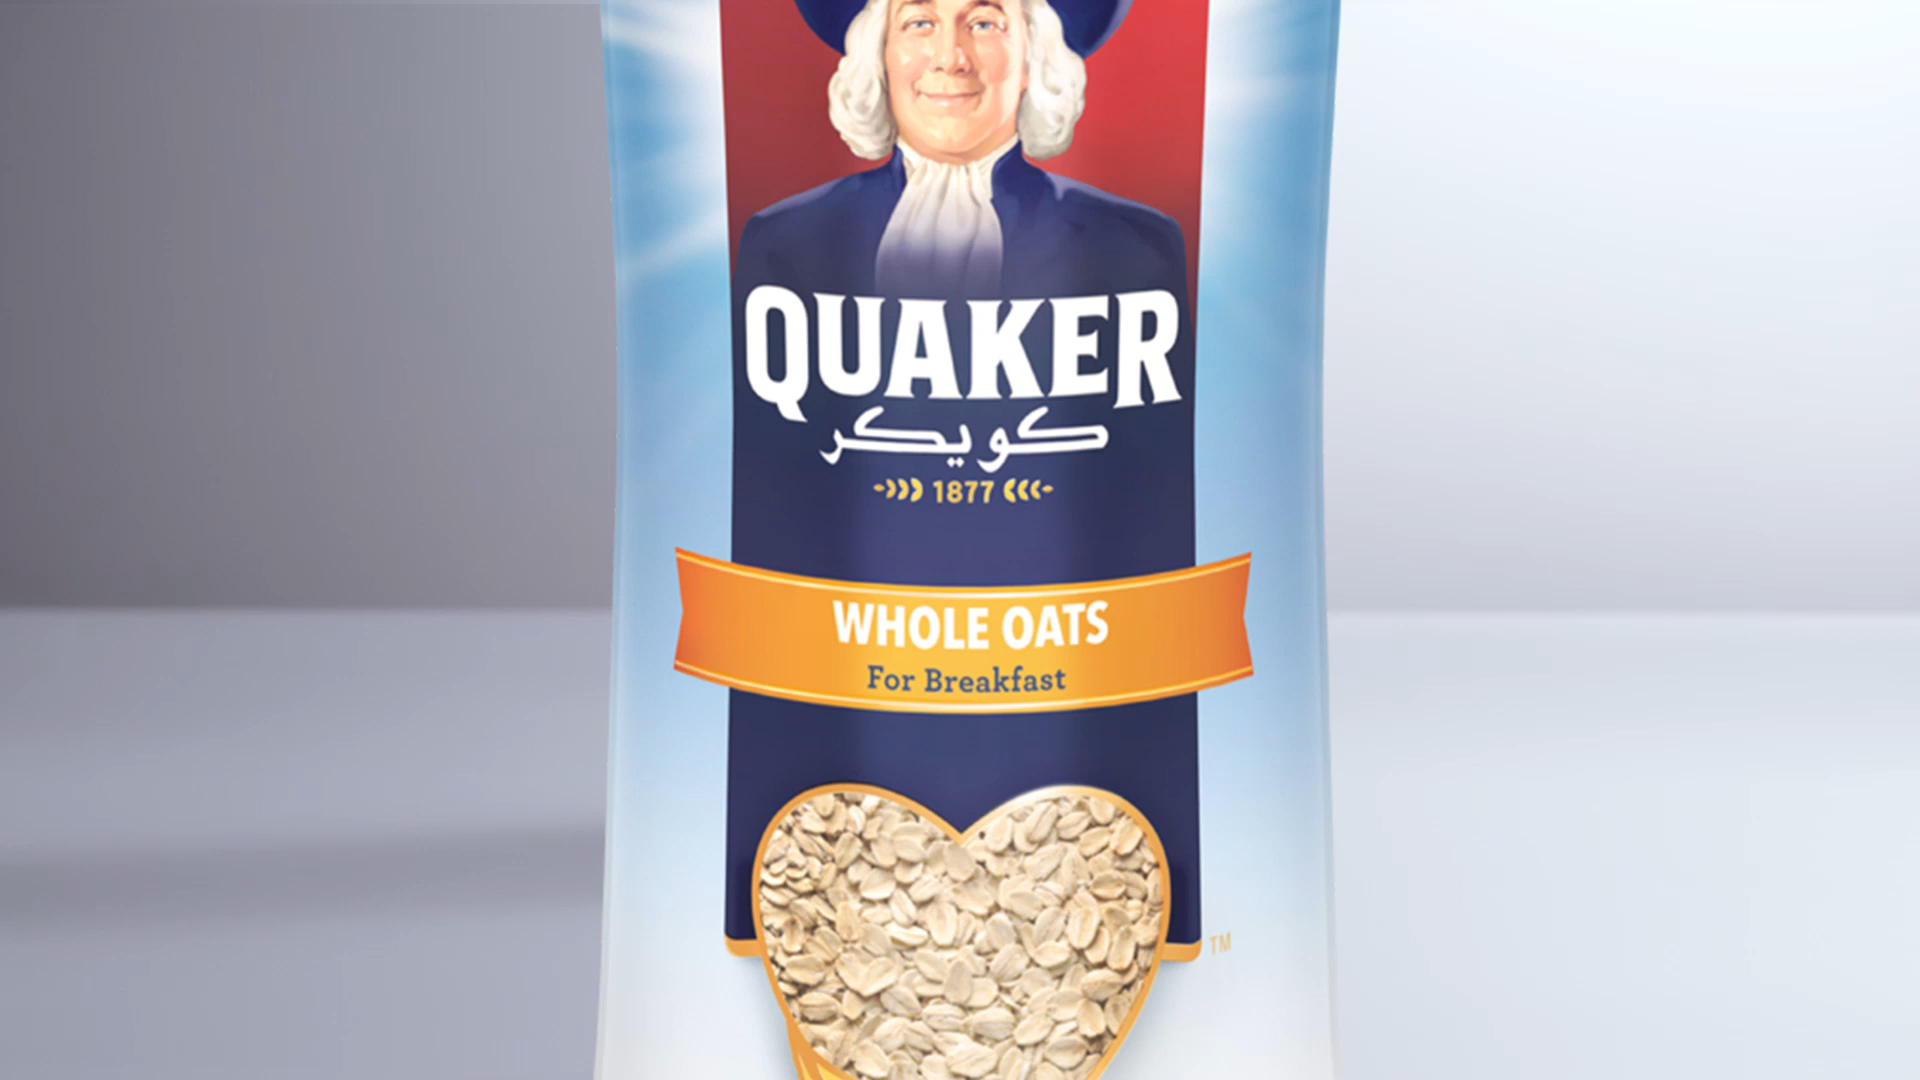 QUAKER
كويكر
1877
WHOLE OATS
For Breakfast
TM